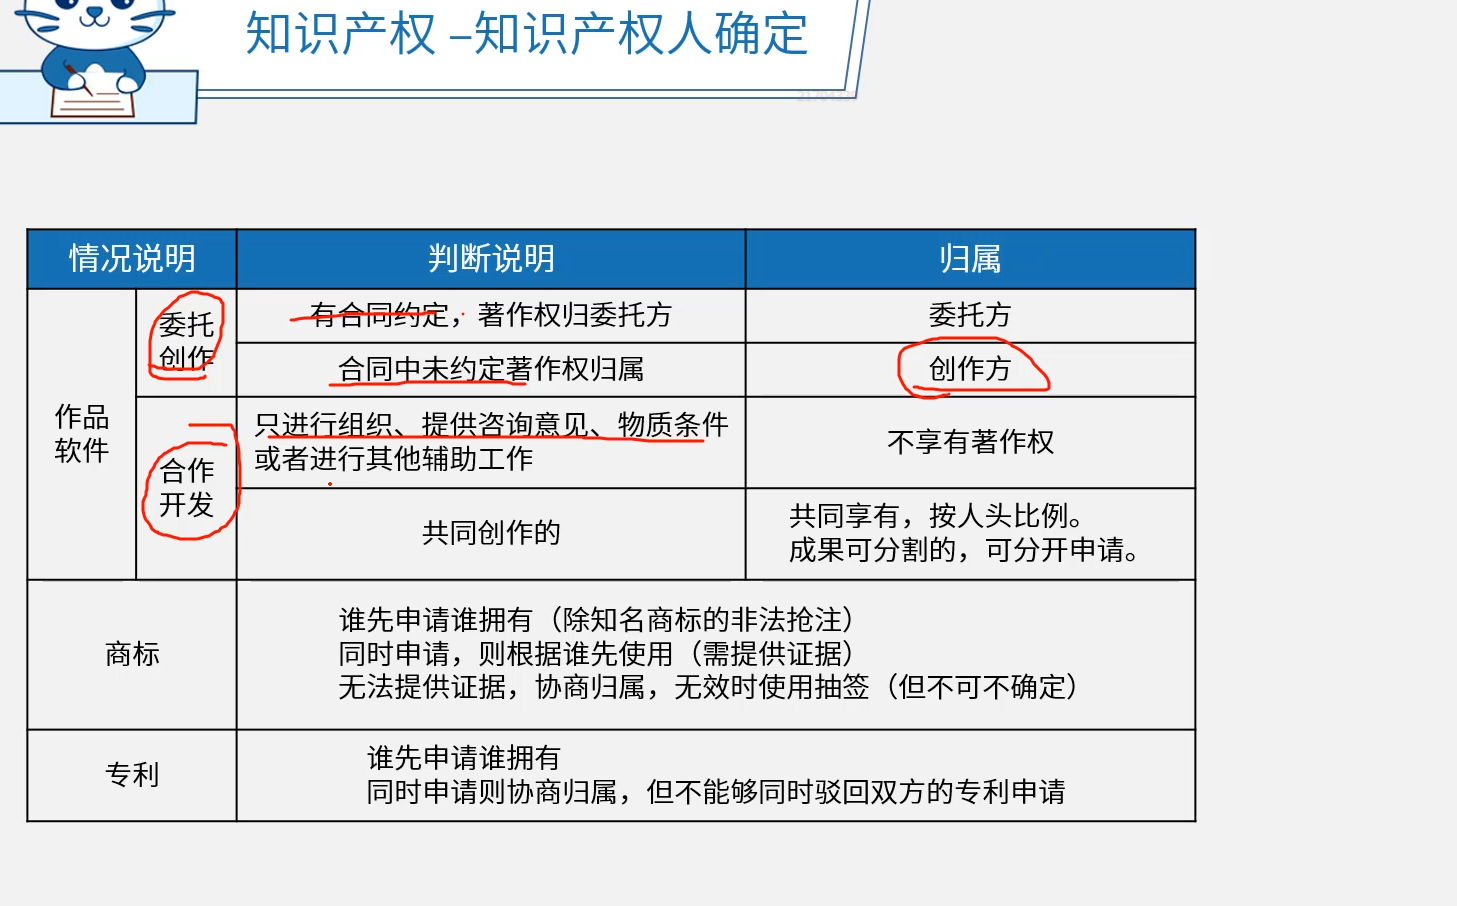 知识产权 –知识产权人确定
21704339
情况说明
判断说明
归属
作品
软件
委托
创作
有合同约定，著作权归委托方
委托方
合同中未约定著作权归属
创作方
合作
开发
只进行组织、提供咨询意见、物质条件
或者进行其他辅助工作
不享有著作权
共同创作的
共同享有，按人头比例。
成果可分割的，可分开申请。
商标
谁先申请谁拥有（除知名商标的非法抢注）
同时申请，则根据谁先使用（需提供证据）
无法提供证据，协商归属，无效时使用抽签（但不可不确定）
专利
谁先申请谁拥有
同时申请则协商归属，但不能够同时驳回双方的专利申请